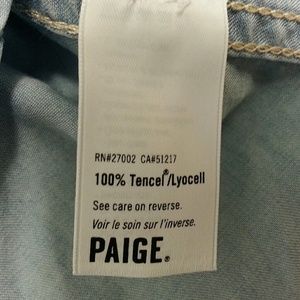 RN#27002 CA#51217
100% Tencel®/Lyocell
See care on reverse.
Voir le soin sur l'inverse.
PAIGE®